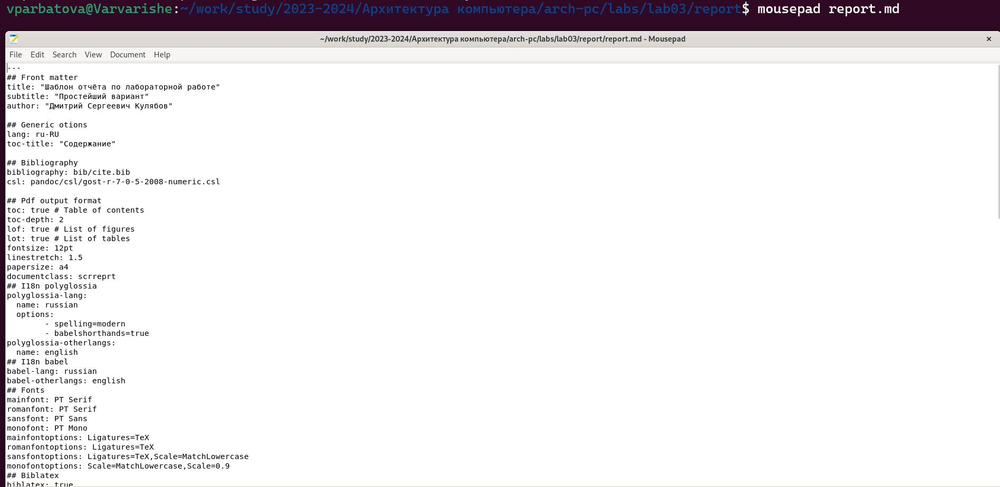 vparbatova@Varvarishe:~/work/study/2023-2024/Архитектура компьютера/arch-pc/labs/lab03/report$ mousepad report.md
~/work/study/2023-2024/Архитектура компьютера/arch-pc/labs/lab03/report/report.md - Mousepad
File Edit Search View Document Help
---
## Front matter
title: "Шаблон отчёта по лабораторной работе"
subtitle: "Простейший вариант"
author: "Дмитрий Сергеевич Кулябов"

## Generic otions
lang: ru-RU
toc-title: "Содержание"

## Bibliography
bibliography: bib/cite.bib
csl: pandoc/csl/gost-r-7-0-5-2008-numeric.csl

## Pdf output format
toc: true # Table of contents
toc-depth: 2
lof: true # List of figures
lot: true # List of tables
fontsize: 12pt
linestretch: 1.5
papersize: a4
documentclass: scrreprt
## I18n polyglossia
polyglossia-lang:
  name: russian
  options:
        - spelling=modern
        - babelshorthands=true
polyglossia-otherlangs:
  name: english
## I18n babel
babel-lang: russian
babel-otherlangs: english
## Fonts
mainfont: PT Serif
romanfont: PT Serif
sansfont: PT Sans
monofont: PT Mono
mainfontoptions: Ligatures=TeX
romanfontoptions: Ligatures=TeX
sansfontoptions: Ligatures=TeX,Scale=MatchLowercase
monofontoptions: Scale=MatchLowercase,Scale=0.9
## Biblatex
biblatex: true